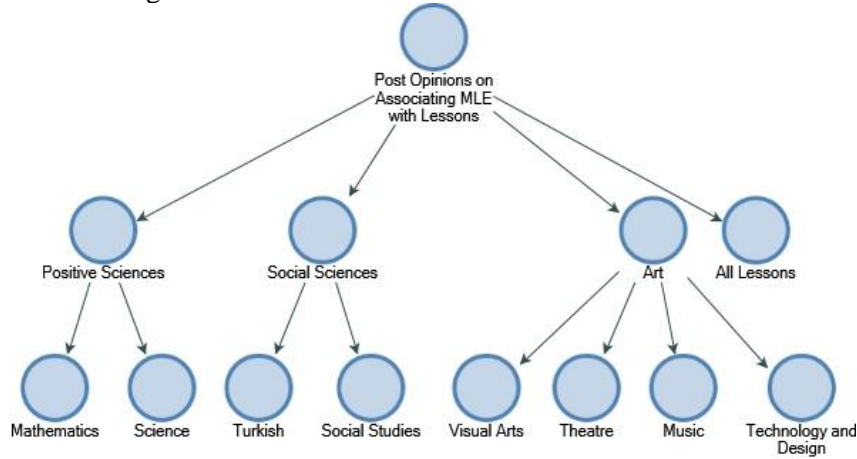 Post Opinions on
Associating MLE
with Lessons
Positive Sciences
Social Sciences
Art
All Lessons
Mathematics
Science
Turkish
Social Studies
Visual Arts
Theatre
Music
Technology and
Design